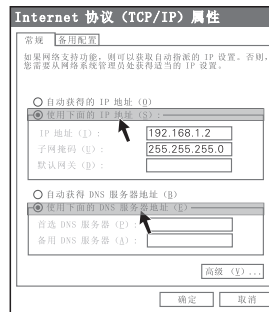 Internet 协议（TCP/IP）属性
常规 备用配置
如果网络支持功能，则可以获取自动指派的 IP 设置。否则，
您需要从网络系统管理员处获得适当的 IP 设置。
自动获得的 IP 地址（O）
使用下面的 IP 地址（S）：
IP 地址（I）： 192.168.1.2
子网掩码（U）： 255.255.255.0
默认网关（D）：
自动获得 DNS 服务器地址（B）
使用下面的 DNS 服务器地址（E）
首选 DNS 服务器（P）：
备用 DNS 服务器（A）：
高级（V）...
确定 取消